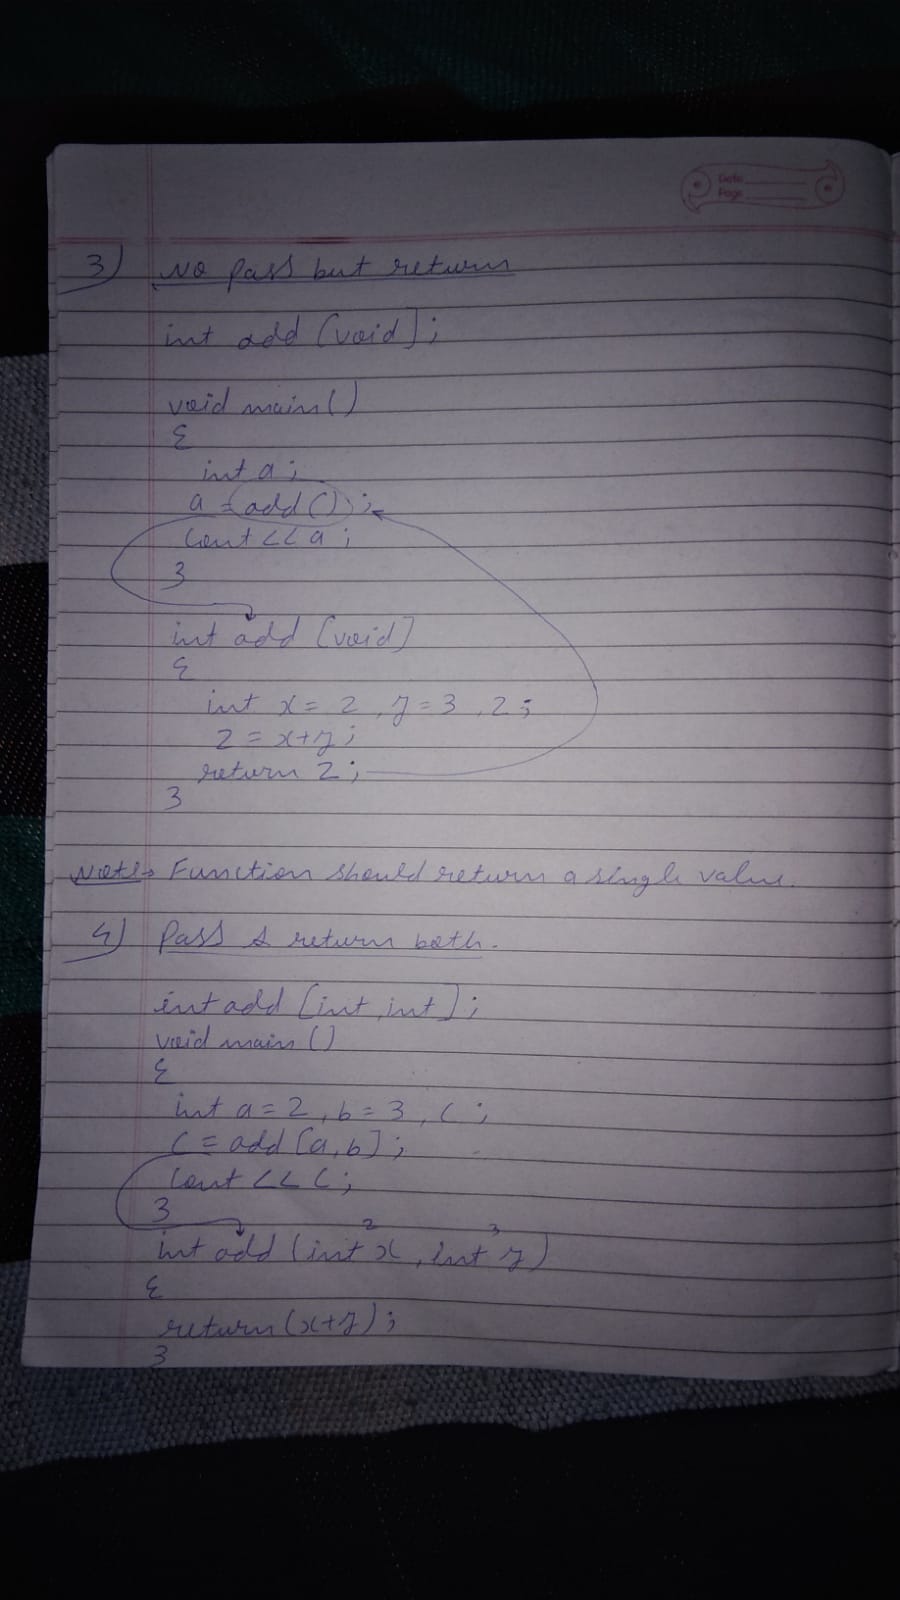 Date
Page
3) No pass but return
int add (void);
void main()
{
int a;
a = add();
cout << a;
}
int add (void)
{
int x = 2, y = 3, z;
z = x+y;
return z;
}
Note→ Function should return a single value.
4) Pass & return both.
int add (int, int);
void main ()
{
int a = 2, b = 3, c;
c = add (a, b);
cout << c;
}
2 3
int add (int x, int y)
{
return (x+y);
}